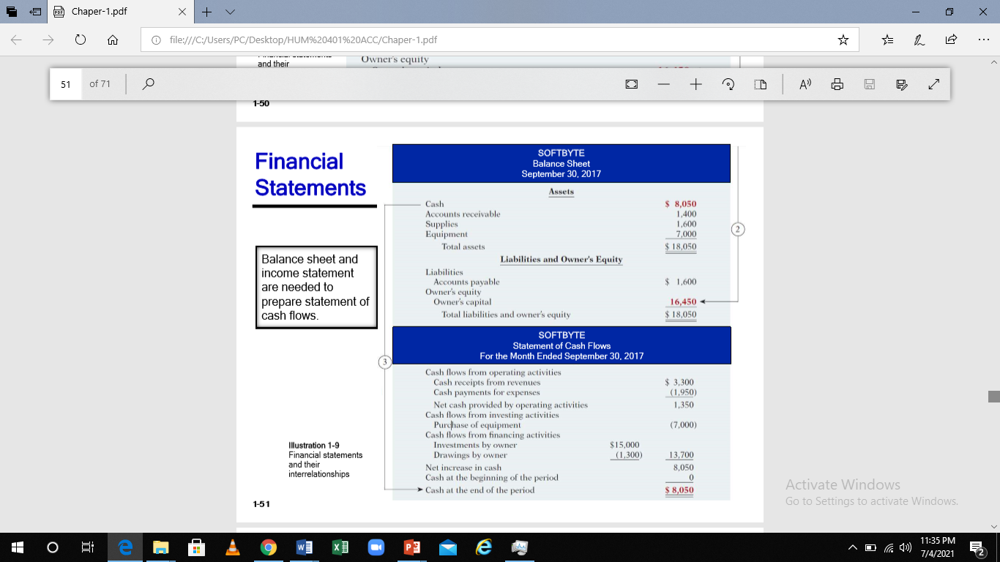 Chaper-1.pdf
file:///C:/Users/PC/Desktop/HUM%20401%20ACC/Chaper-1.pdf
and their
Owner's equity
51 of 71
1-50
Financial
Statements
SOFTBYTE
Balance Sheet
September 30, 2017
Assets
Cash $ 8,050
Accounts receivable 1,400
Supplies 1,600
Equipment 7,000
Total assets $ 18,050
2
Liabilities and Owner's Equity
Liabilities
Accounts payable $ 1,600
Owner's equity
Owner's capital 16,450
Total liabilities and owner's equity $ 18,050
Balance sheet and
income statement
are needed to
prepare statement of
cash flows.
SOFTBYTE
Statement of Cash Flows
For the Month Ended September 30, 2017
3
Cash flows from operating activities
Cash receipts from revenues $ 3,300
Cash payments for expenses (1,950)
Net cash provided by operating activities 1,350
Cash flows from investing activities
Purchase of equipment (7,000)
Cash flows from financing activities
Investments by owner $15,000
Drawings by owner (1,300) 13,700
Net increase in cash 8,050
Cash at the beginning of the period 0
Cash at the end of the period $ 8,050
Illustration 1-9
Financial statements
and their
interrelationships
1-51
Activate Windows
Go to Settings to activate Windows.
11:35 PM
7/4/2021
2